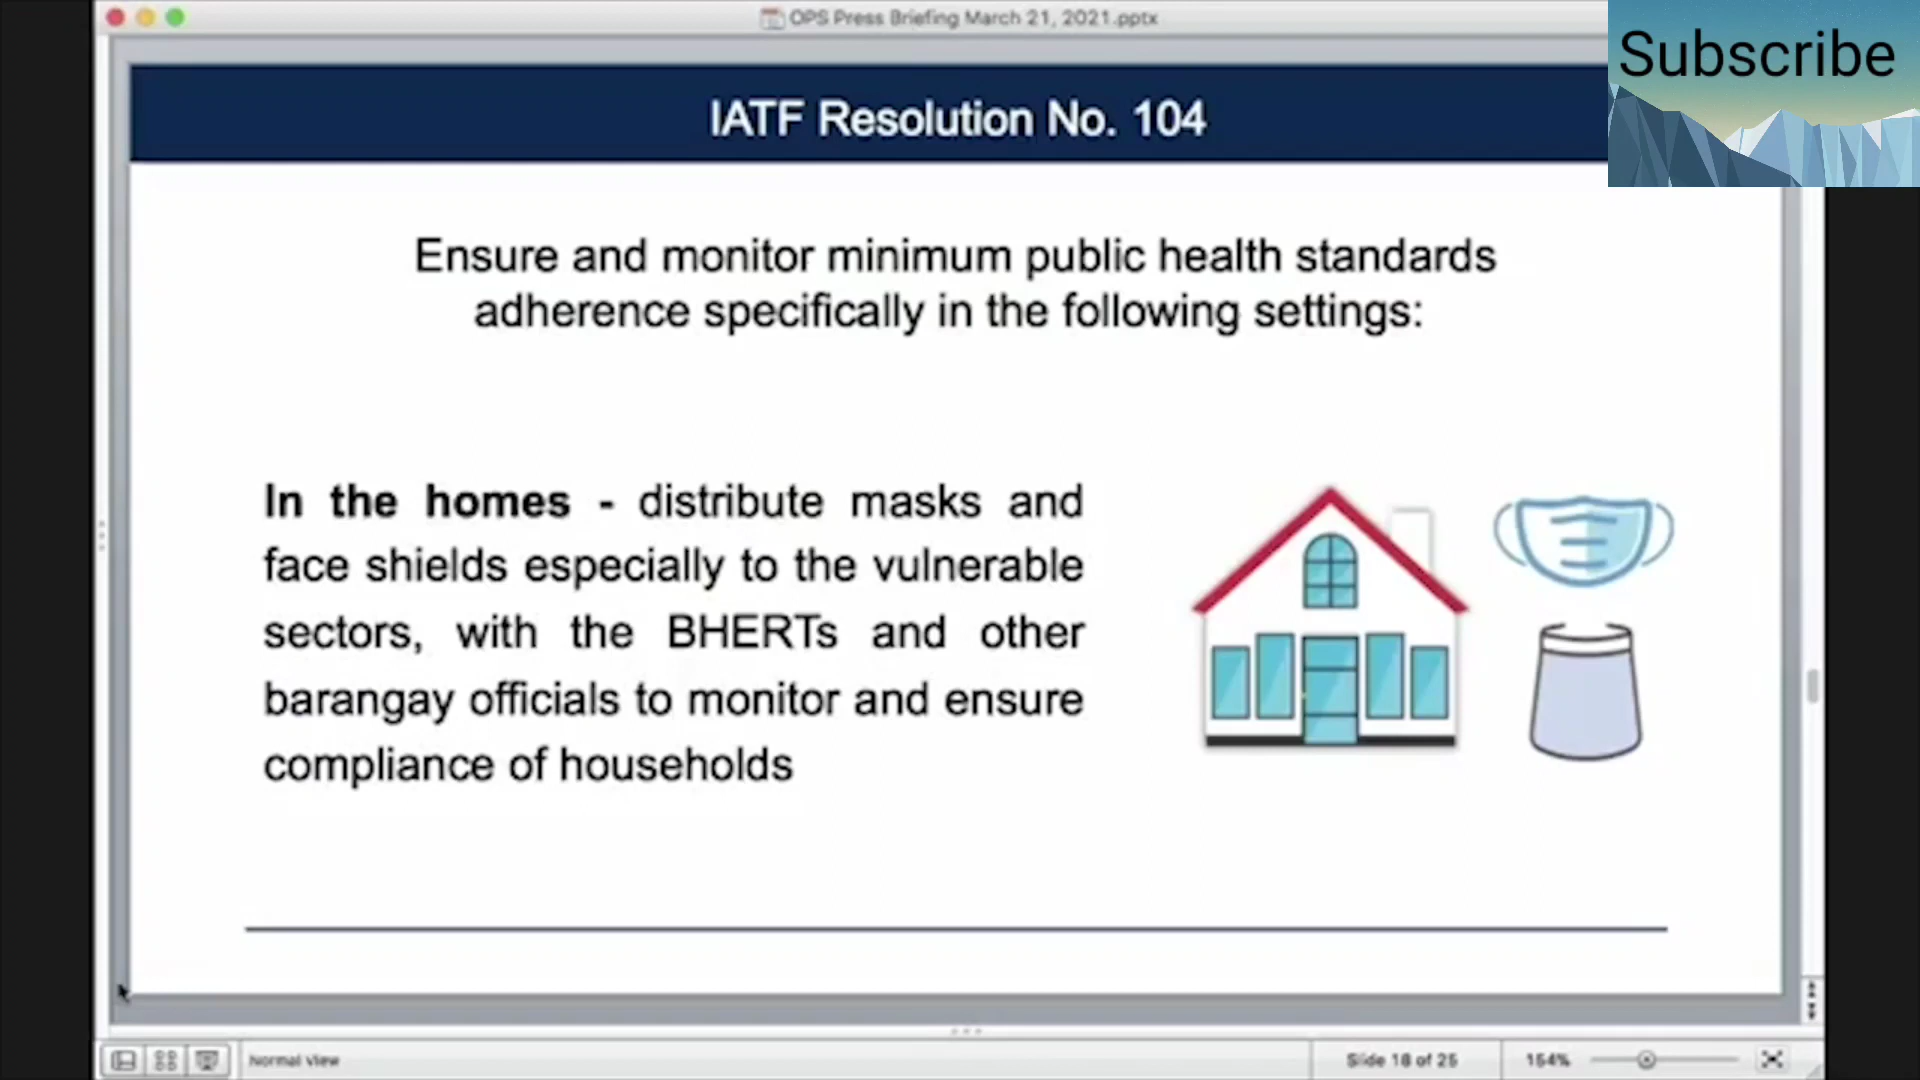 OPS Press Briefing March 21, 2021.pptx
Subscribe
IATF Resolution No. 104
Ensure and monitor minimum public health standards
adherence specifically in the following settings:
In the homes - distribute masks and
face shields especially to the vulnerable
sectors, with the BHERTs and other
barangay officials to monitor and ensure
compliance of households
Normal View
Slide 18 of 25
154%